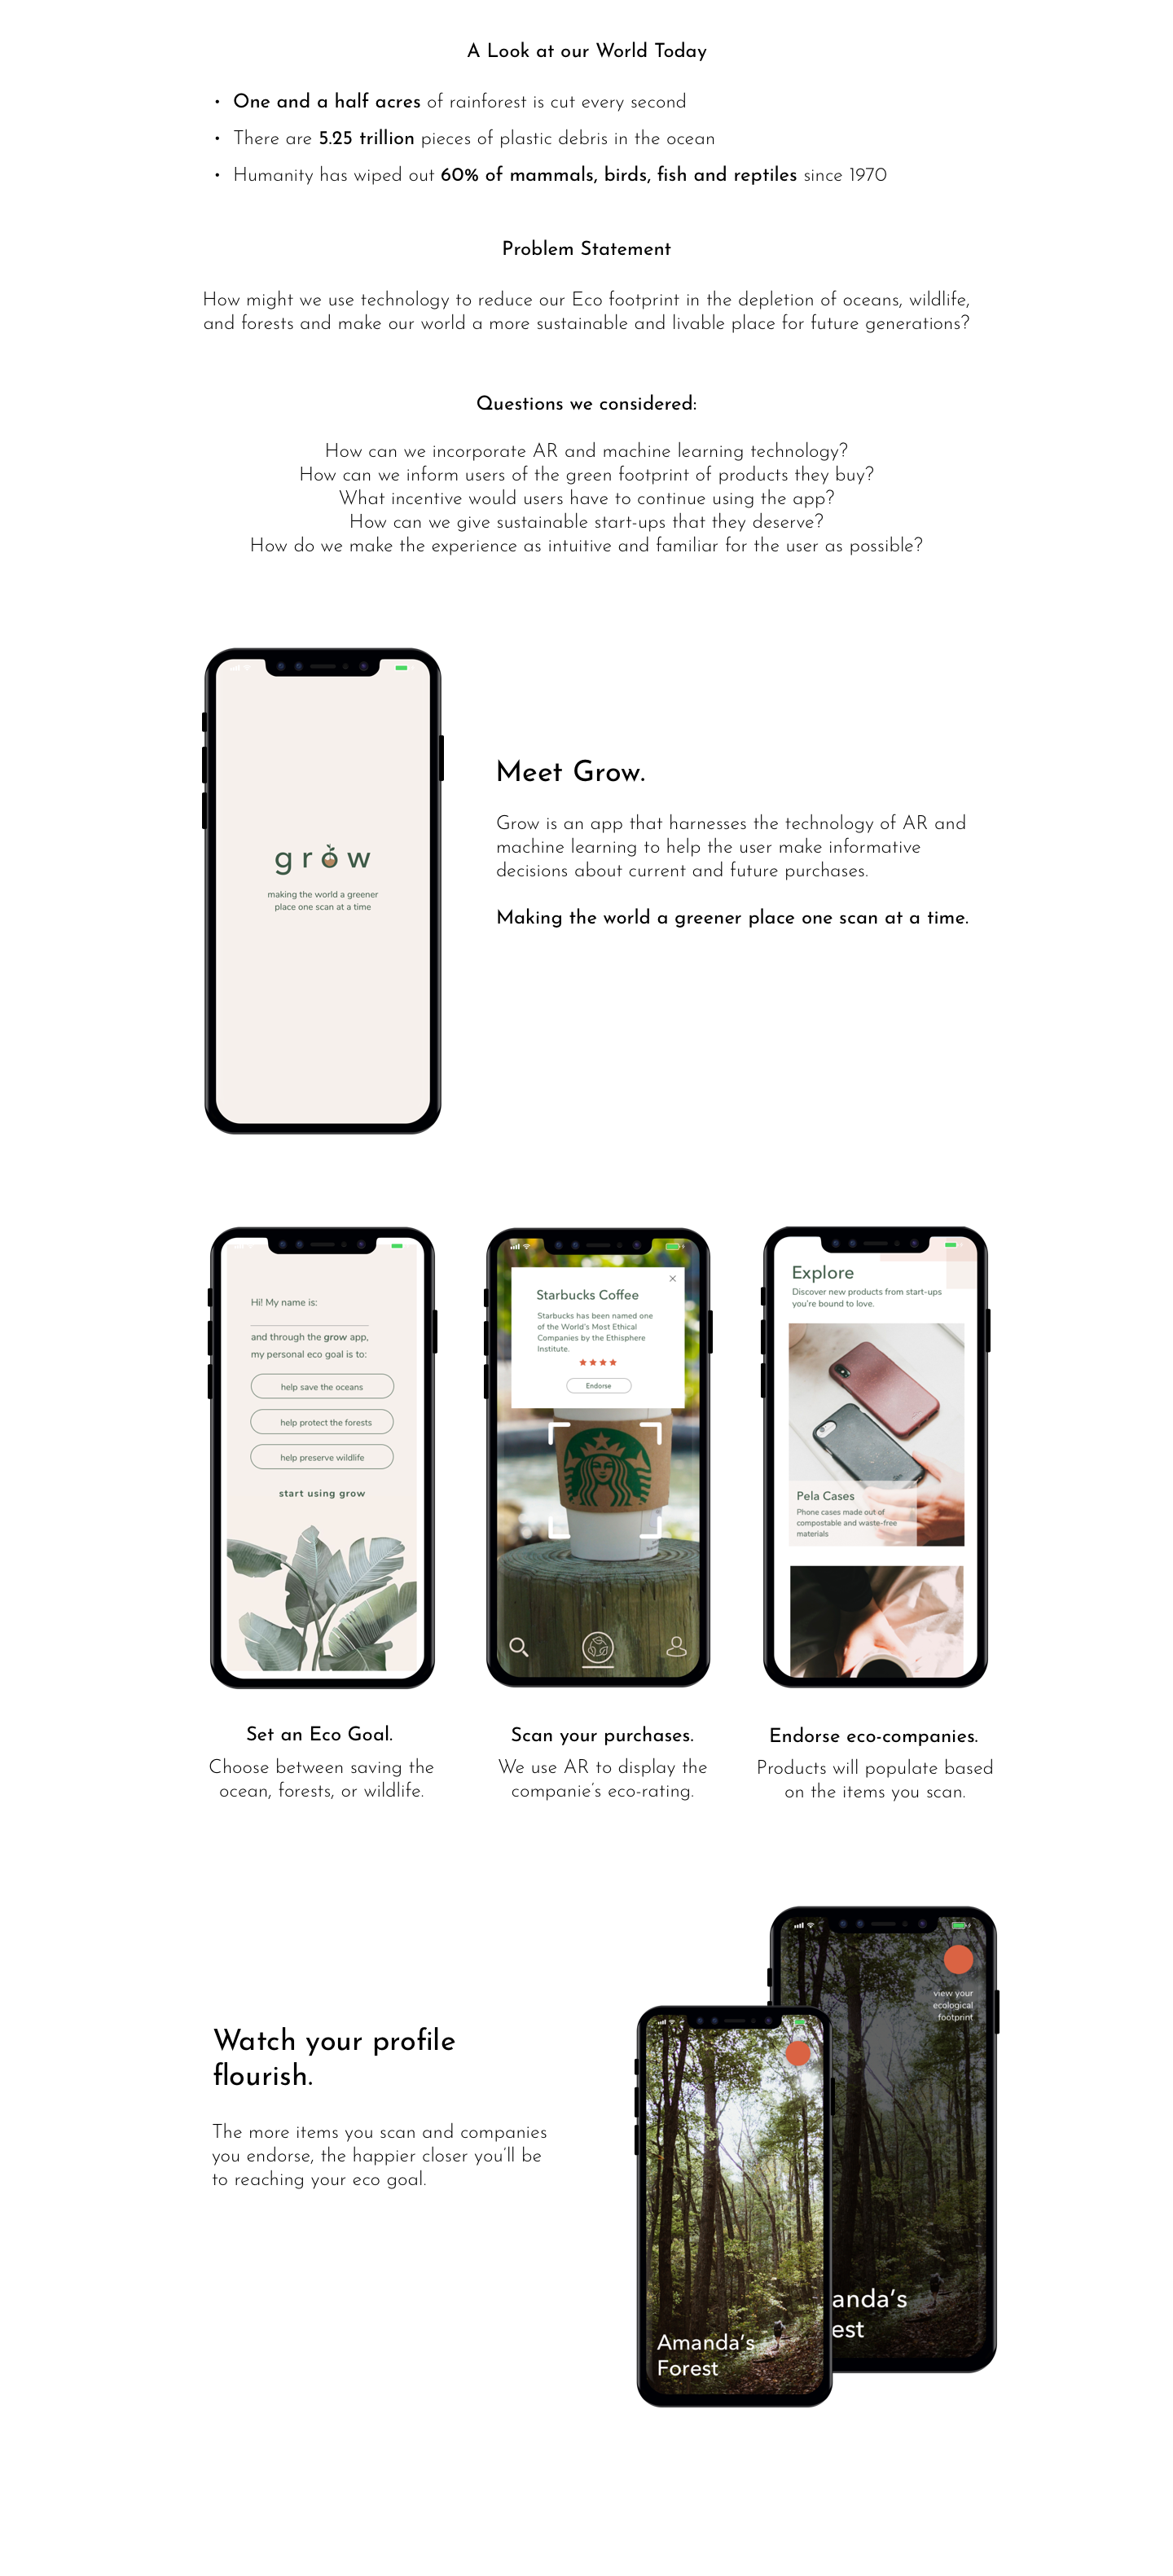 A Look at our World Today
• One and a half acres of rainforest is cut every second
• There are 5.25 trillion pieces of plastic debris in the ocean
• Humanity has wiped out 60% of mammals, birds, fish and reptiles since 1970
Problem Statement
How might we use technology to reduce our Eco footprint in the depletion of oceans, wildlife,
and forests and make our world a more sustainable and livable place for future generations?
Questions we considered:
How can we incorporate AR and machine learning technology?
How can we inform users of the green footprint of products they buy?
What incentive would users have to continue using the app?
How can we give sustainable start-ups that they deserve?
How do we make the experience as intuitive and familiar for the user as possible?
grow
making the world a greener
place one scan at a time
Meet Grow.
Grow is an app that harnesses the technology of AR and
machine learning to help the user make informative
decisions about current and future purchases.
Making the world a greener place one scan at a time.
Hi! My name is:
and through the grow app,
my personal eco goal is to:
help save the oceans
help protect the forests
help preserve wildlife
start using grow
Starbucks Coffee
Starbucks has been named one
of the World's Most Ethical
Companies by the Ethisphere
Institute.
Endorse
Explore
Discover new products from start-ups
you're bound to love.
Pela Cases
Phone cases made out of
compostable and waste-free
materials
Set an Eco Goal.
Choose between saving the
ocean, forests, or wildlife.
Scan your purchases.
We use AR to display the
companie's eco-rating.
Endorse eco-companies.
Products will populate based
on the items you scan.
Watch your profile
flourish.
The more items you scan and companies
you endorse, the happier closer you'll be
to reaching your eco goal.
view your
ecological
footprint
Amanda's
Forest
anda's
est